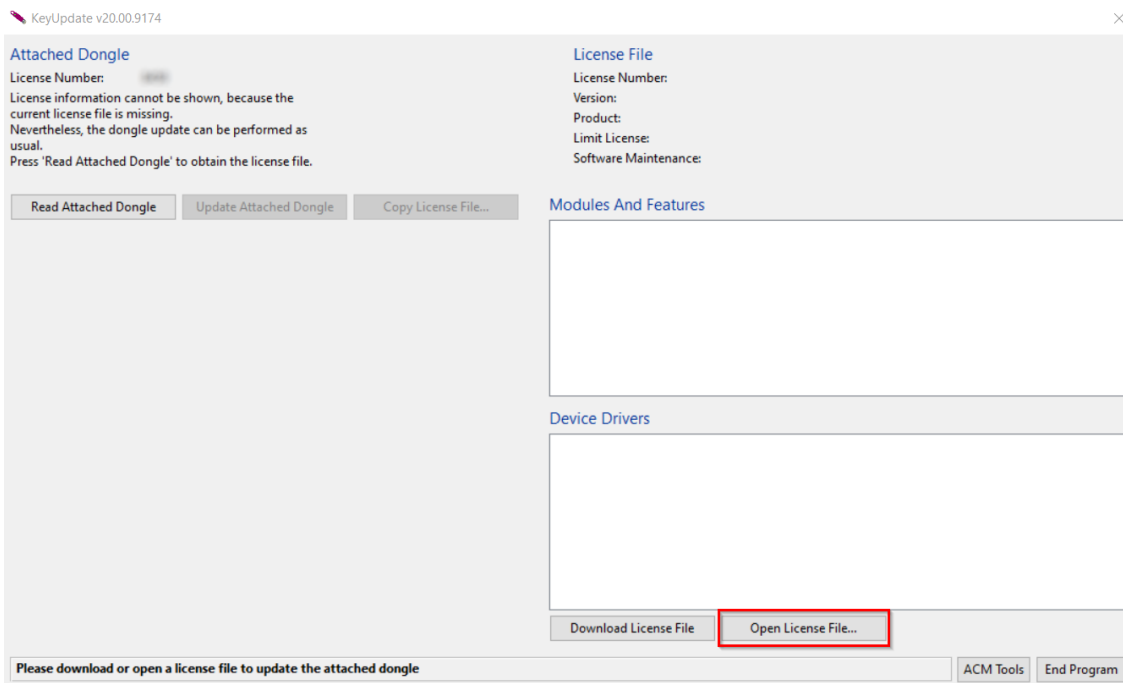 KeyUpdate v20.00.9174
Attached Dongle
License Number:
License information cannot be shown, because the
current license file is missing.
Nevertheless, the dongle update can be performed as
usual.
Press 'Read Attached Dongle' to obtain the license file.
Read Attached Dongle
Update Attached Dongle
Copy License File...
License File
License Number:
Version:
Product:
Limit License:
Software Maintenance:
Modules And Features
Device Drivers
Download License File
Open License File...
Please download or open a license file to update the attached dongle
ACM Tools
End Program